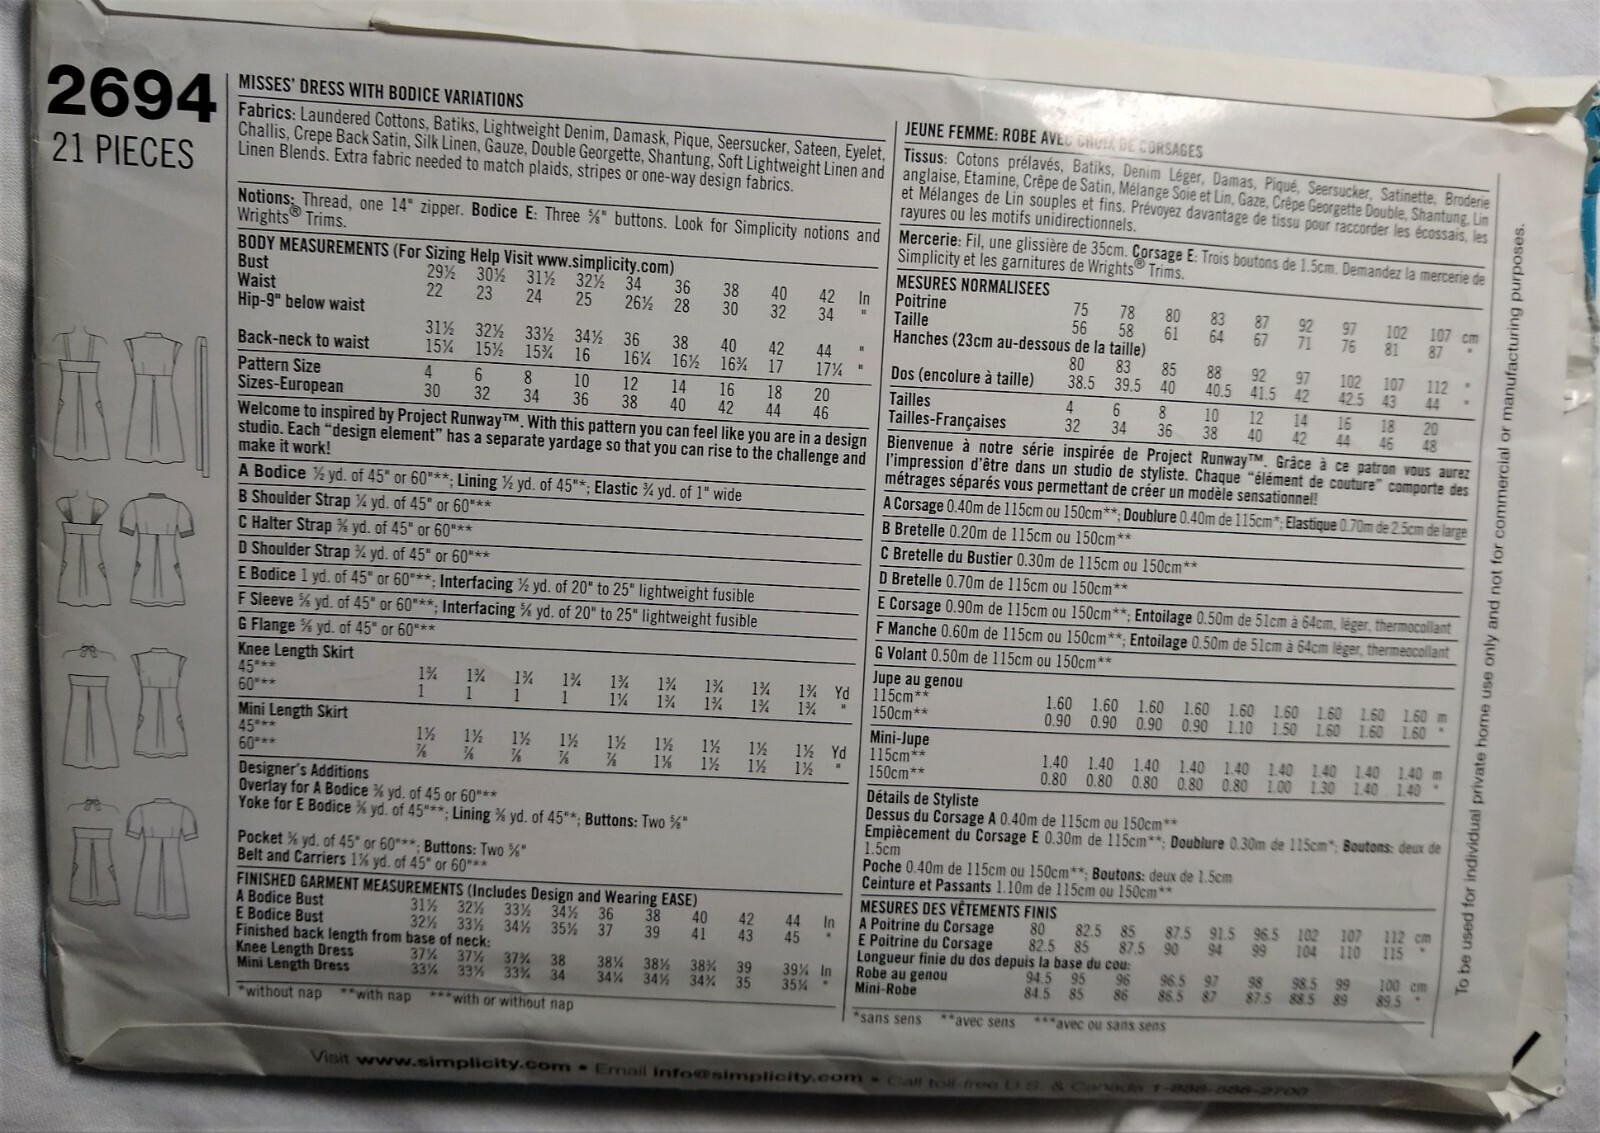 2694
21 PIECES
MISSES' DRESS WITH BODICE VARIATIONS
Fabrics: Laundered Cottons, Batiks, Lightweight Denim, Damask, Pique, Seersucker, Sateen, Eyelet,
Challis, Crepe Back Satin, Silk Linen, Gauze, Double Georgette, Shantung, Soft Lightweight Linen and
Linen Blends. Extra fabric needed to match plaids, stripes or one-way design fabrics.
Notions: Thread, one 14" zipper. Bodice E: Three ⅝" buttons. Look for Simplicity notions and
Wrights® Trims.
BODY MEASUREMENTS (For Sizing Help Visit www.simplicity.com)
Bust 29½ 30½ 31½ 32½ 34 36 38 40 42 In
Waist 22 23 24 25 26½ 28 30 32 34 "
Hip-9" below waist
31½ 32½ 33½ 34½ 36 38 40 42 44 "
Back-neck to waist 15¼ 15½ 15¾ 16 16¼ 16½ 16¾ 17 17¼ "
Pattern Size 4 6 8 10 12 14 16 18 20
Sizes-European 30 32 34 36 38 40 42 44 46
Welcome to inspired by Project Runway™. With this pattern you can feel like you are in a design
studio. Each "design element" has a separate yardage so that you can rise to the challenge and
make it work!
A Bodice ½ yd. of 45" or 60"**; Lining ½ yd. of 45"*; Elastic ¾ yd. of 1" wide
B Shoulder Strap ¼ yd. of 45" or 60"**
C Halter Strap ⅜ yd. of 45" or 60"**
D Shoulder Strap ¾ yd. of 45" or 60"**
E Bodice 1 yd. of 45" or 60"**; Interfacing ½ yd. of 20" to 25" lightweight fusible
F Sleeve ⅝ yd. of 45" or 60"**; Interfacing ⅝ yd. of 20" to 25" lightweight fusible
G Flange ⅝ yd. of 45" or 60"**
Knee Length Skirt
45"** 1¾ 1¾ 1¾ 1¾ 1¾ 1¾ 1¾ 1¾ 1¾ Yd
60"** 1 1 1 1 1¼ 1¾ 1¾ 1¾ 1¾ "
Mini Length Skirt
45"** 1½ 1½ 1½ 1½ 1½ 1½ 1½ 1½ 1½ Yd
60"** ⅞ ⅞ ⅞ ⅞ ⅞ 1⅛ 1½ 1½ 1½ "
Designer's Additions
Overlay for A Bodice ⅜ yd. of 45 or 60"**
Yoke for E Bodice ⅜ yd. of 45"**; Lining ⅜ yd. of 45"*; Buttons: Two ⅝"
Pocket ⅜ yd. of 45" or 60"**; Buttons: Two ⅝"
Belt and Carriers 1⅛ yd. of 45" or 60"**
FINISHED GARMENT MEASUREMENTS (Includes Design and Wearing EASE)
A Bodice Bust 31½ 32½ 33½ 34½ 36 38 40 42 44 In
E Bodice Bust 32½ 33½ 34½ 35½ 37 39 41 43 45 "
Finished back length from base of neck:
Knee Length Dress 37¼ 37½ 37¾ 38 38¼ 38½ 38¾ 39 39¼ In
Mini Length Dress 33¼ 33½ 33¾ 34 34¼ 34½ 34¾ 35 35¼ "
*without nap **with nap ***with or without nap
JEUNE FEMME: ROBE AVEC CHOIX DE CORSAGES
Tissus: Cotons prélavés, Batiks, Denim Léger, Damas, Piqué, Seersucker, Satinette, Broderie
anglaise, Etamine, Crêpe de Satin, Mélange Soie et Lin, Gaze, Crêpe Georgette Double, Shantung, Lin
et Mélanges de Lin souples et fins. Prévoyez davantage de tissu pour raccorder les écossais, les
rayures ou les motifs unidirectionnels.
Mercerie: Fil, une glissière de 35cm. Corsage E: Trois boutons de 1.5cm. Demandez la mercerie de
Simplicity et les garnitures de Wrights® Trims.
MESURES NORMALISEES
Poitrine 75 78 80 83 87 92 97 102 107 cm
Taille 56 58 61 64 67 71 76 81 87 "
Hanches (23cm au-dessous de la taille)
80 83 85 88 92 97 102 107 112 "
Dos (encolure à taille) 38.5 39.5 40 40.5 41.5 42 42.5 43 44 "
Tailles 4 6 8 10 12 14 16 18 20
Tailles-Françaises 32 34 36 38 40 42 44 46 48
Bienvenue à notre série inspirée de Project Runway™. Grâce à ce patron vous aurez
l'impression d'être dans un studio de styliste. Chaque "élément de couture" comporte des
métrages séparés vous permettant de créer un modèle sensationnel!
A Corsage 0.40m de 115cm ou 150cm**; Doublure 0.40m de 115cm*; Elastique 0.70m de 2.5cm de large
B Bretelle 0.20m de 115cm ou 150cm**
C Bretelle du Bustier 0.30m de 115cm ou 150cm**
D Bretelle 0.70m de 115cm ou 150cm**
E Corsage 0.90m de 115cm ou 150cm**; Entoilage 0.50m de 51cm à 64cm, léger, thermocollant
F Manche 0.60m de 115cm ou 150cm**; Entoilage 0.50m de 51cm à 64cm léger, thermeocollant
G Volant 0.50m de 115cm ou 150cm**
Jupe au genou
115cm** 1.60 1.60 1.60 1.60 1.60 1.60 1.60 1.60 1.60 m
150cm** 0.90 0.90 0.90 0.90 1.10 1.50 1.60 1.60 1.60 "
Mini-Jupe
115cm** 1.40 1.40 1.40 1.40 1.40 1.40 1.40 1.40 1.40 m
150cm** 0.80 0.80 0.80 0.80 0.80 1.00 1.30 1.40 1.40 "
Détails de Styliste
Dessus du Corsage A 0.40m de 115cm ou 150cm**
Empiècement du Corsage E 0.30m de 115cm**; Doublure 0.30m de 115cm*; Boutons: deux de
1.5cm
Poche 0.40m de 115cm ou 150cm**; Boutons: deux de 1.5cm
Ceinture et Passants 1.10m de 115cm ou 150cm**
MESURES DES VÊTEMENTS FINIS
A Poitrine du Corsage 80 82.5 85 87.5 91.5 96.5 102 107 112 cm
E Poitrine du Corsage 82.5 85 87.5 90 94 99 104 110 115 "
Longueur finie du dos depuis la base du cou:
Robe au genou 94.5 95 96 96.5 97 98 98.5 99 100 cm
Mini-Robe 84.5 85 86 86.5 87 87.5 88.5 89 89.5 "
*sans sens **avec sens ***avec ou sans sens
To be used for individual private home use only and not for commercial or manufacturing purposes.
Visit www.simplicity.com • Email info@simplicity.com • Call toll-free U.S. & Canada 1-888-588-2700